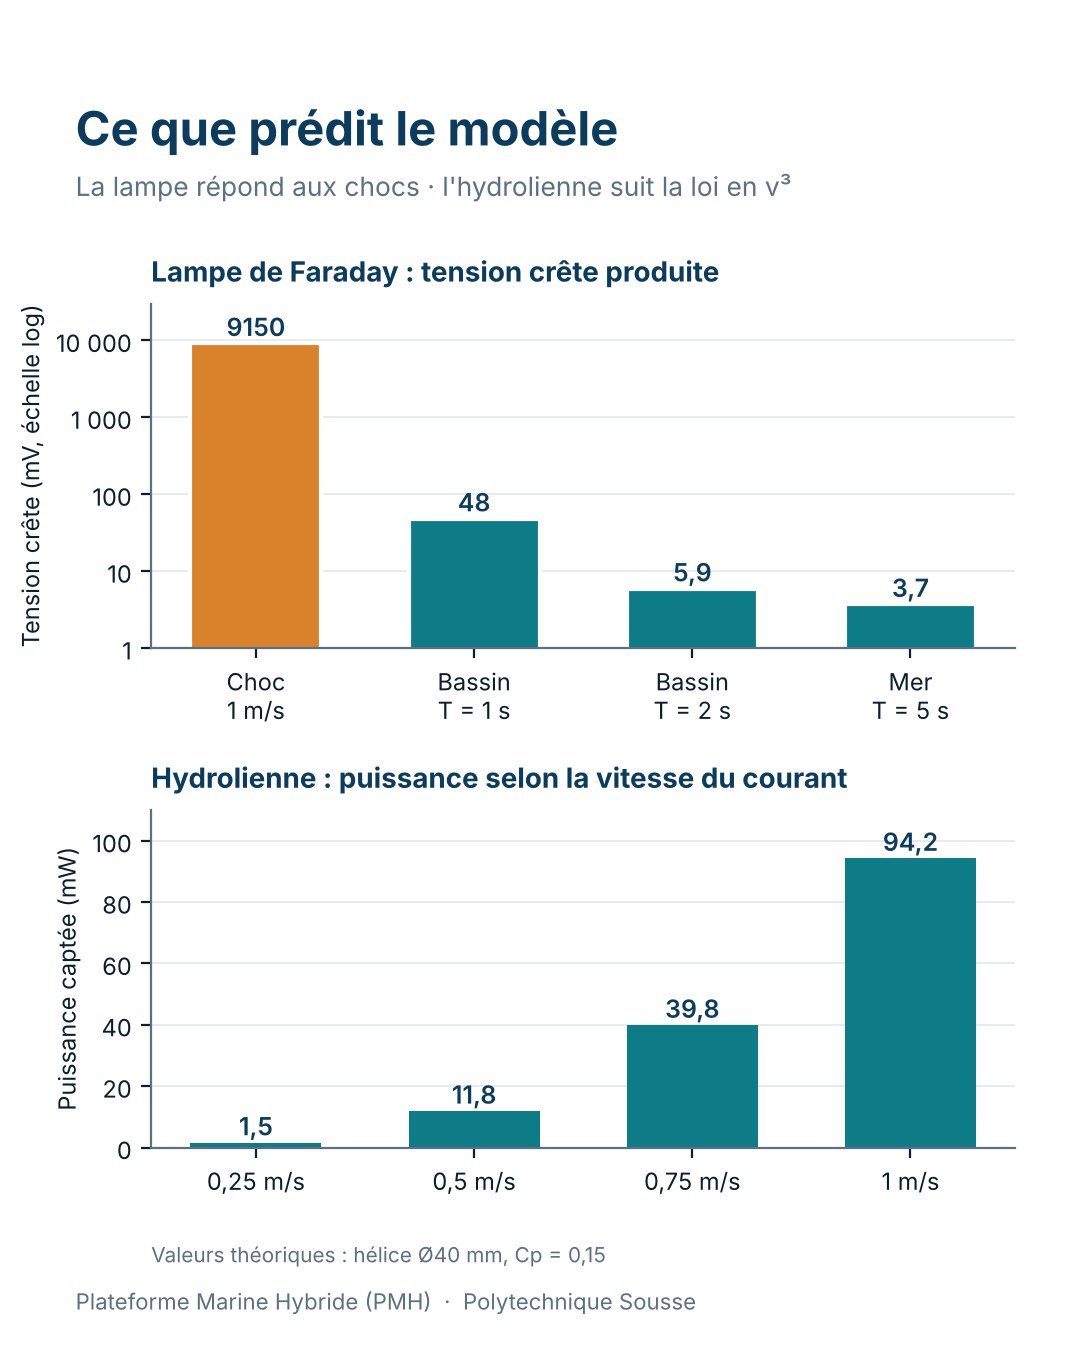 Ce que prédit le modèle
La lampe répond aux chocs · l'hydrolienne suit la loi en v³
Lampe de Faraday : tension crête produite
Tension crête (mV, échelle log)
10 000
1 000
100
10
1
9150
48
5,9
3,7
Choc
1 m/s
Bassin
T = 1 s
Bassin
T = 2 s
Mer
T = 5 s
Hydrolienne : puissance selon la vitesse du courant
Puissance captée (mW)
100
80
60
40
20
0
1,5
11,8
39,8
94,2
0,25 m/s
0,5 m/s
0,75 m/s
1 m/s
Valeurs théoriques : hélice Ø40 mm, Cp = 0,15
Plateforme Marine Hybride (PMH) · Polytechnique Sousse